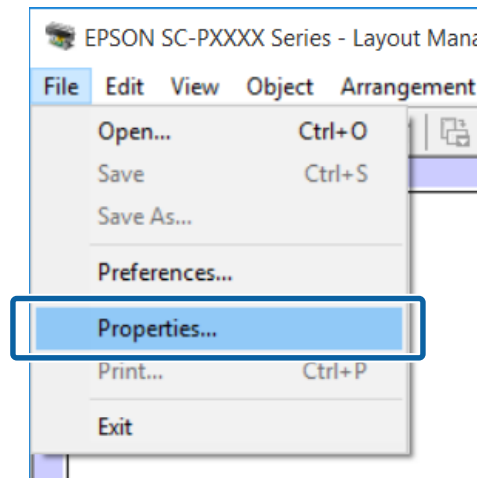 EPSON SC-PXXXX Series - Layout Mana
File Edit View Object Arrangement
Open... Ctrl+O
Save Ctrl+S
Save As...
Preferences...
Properties...
Print... Ctrl+P
Exit